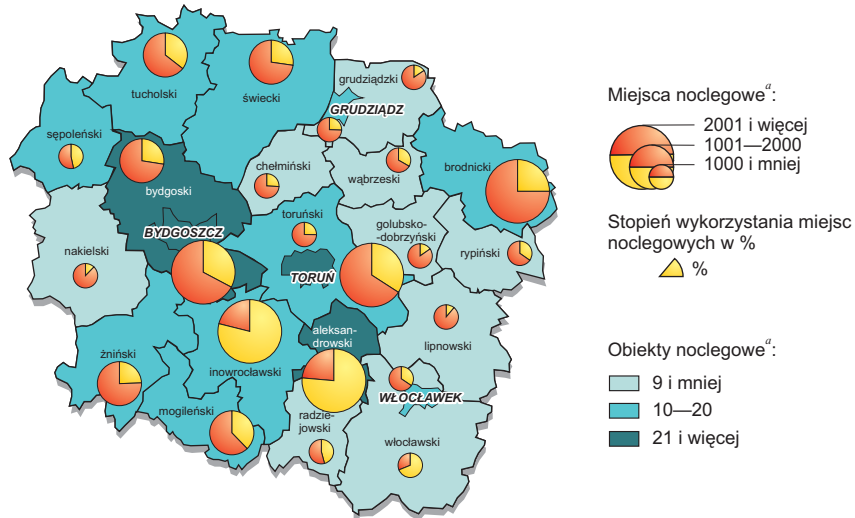 tucholski
świecki
grudziądzki
GRUDZIĄDZ
sępoleński
bydgoski
chełmiński
wąbrzeski
brodnicki
BYDGOSZCZ
toruński
golubsko-
-dobrzyński
nakielski
TORUŃ
rypiński
aleksan-
drowski
lipnowski
żniński
inowrocławski
WŁOCŁAWEK
mogileński
radzie-
jowski
włocławski
Miejsca noclegowe^a:
2001 i więcej
1001—2000
1000 i mniej
Stopień wykorzystania miejsc
noclegowych w %
%
Obiekty noclegowe^a:
9 i mniej
10—20
21 i więcej